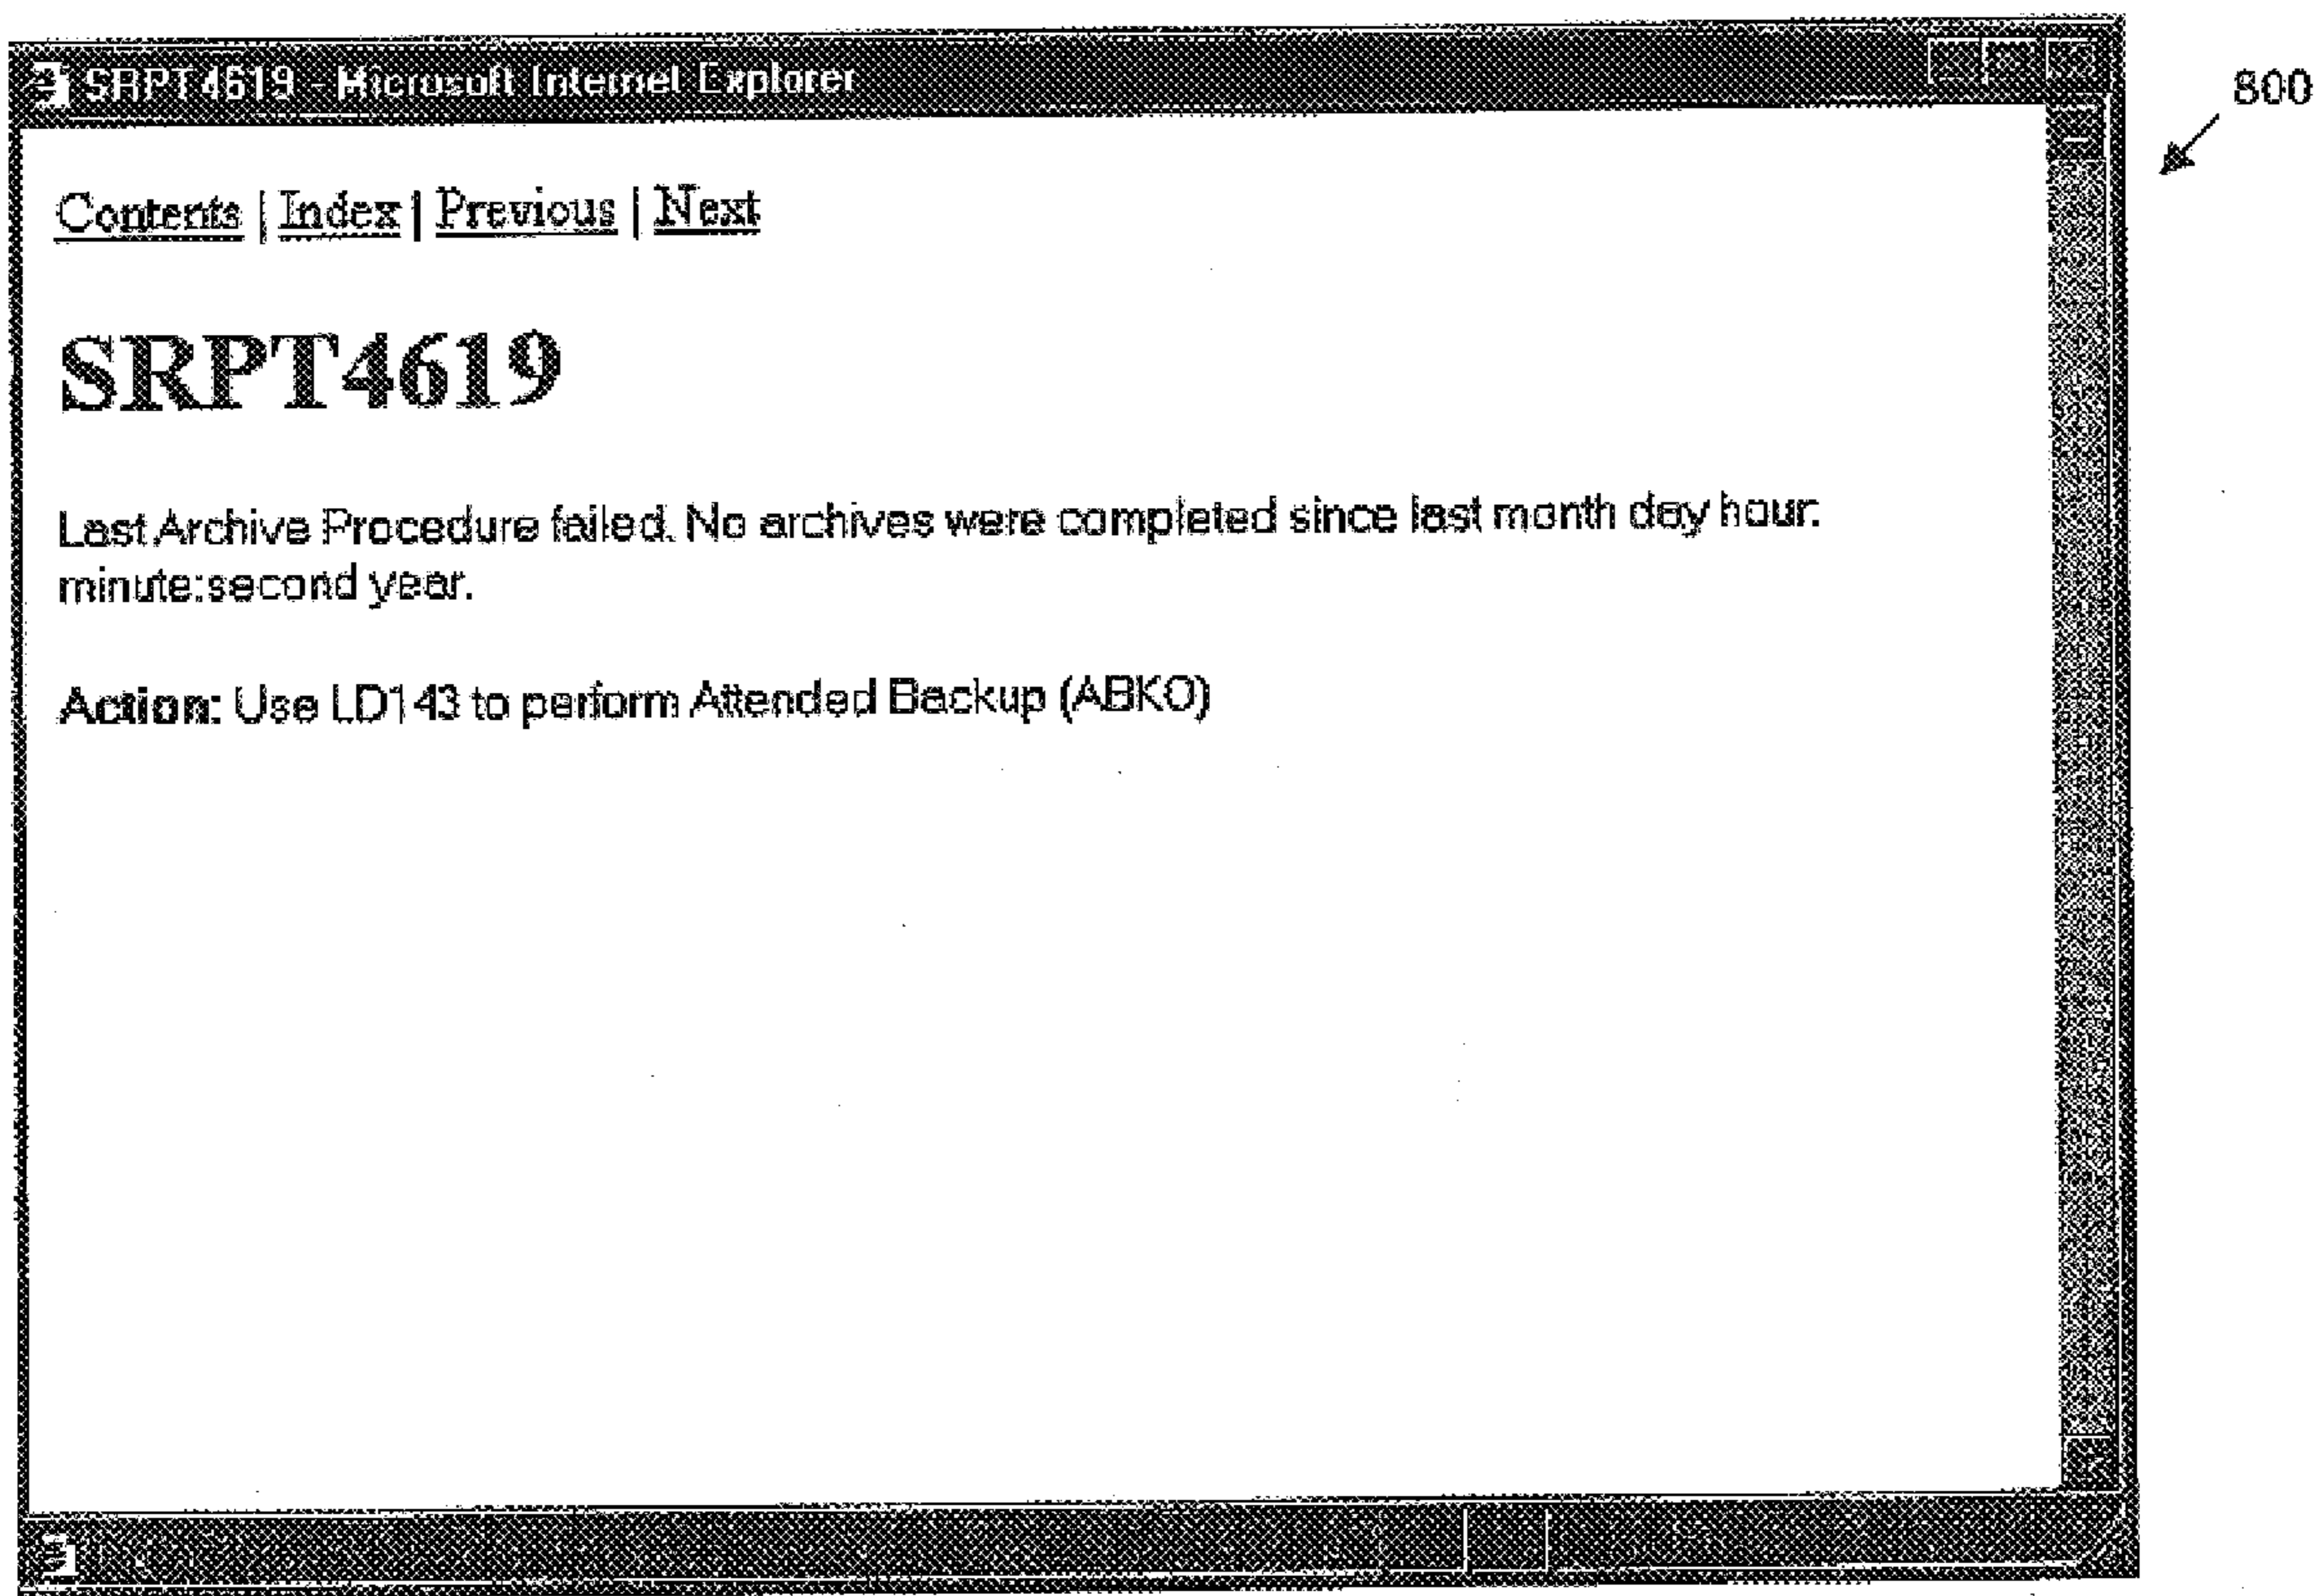 SRPT4619 - Microsoft Internet Explorer
800
Contents | Index | Previous | Next
SRPT4619
Last Archive Procedure failed. No archives were completed since last month day hour:
minute:second year.
Action: Use LD143 to perform Attended Backup (ABKO)